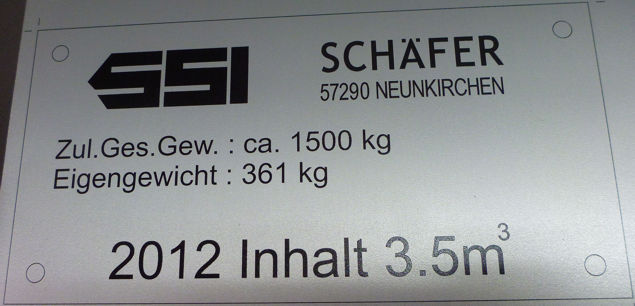 SSI SCHÄFER
57290 NEUNKIRCHEN
Zul.Ges.Gew. : ca. 1500 kg
Eigengewicht : 361 kg
2012 Inhalt 3.5m³